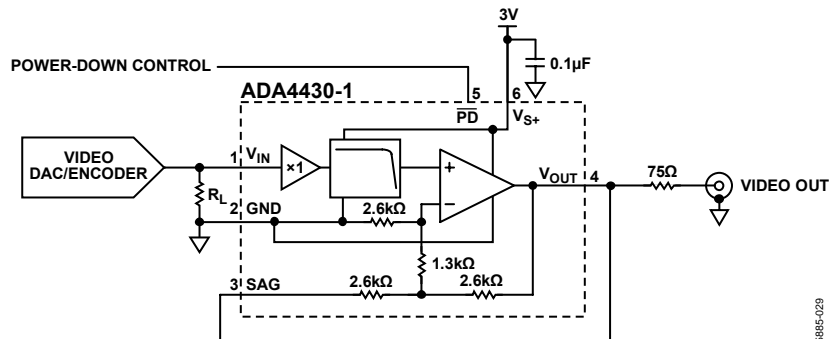 3V
0.1µF
POWER-DOWN CONTROL
ADA4430-1
5
6
PD
VS+
VIDEO
DAC/ENCODER
1
VIN
×1
+
–
VOUT
4
75Ω
VIDEO OUT
RL
2
GND
2.6kΩ
1.3kΩ
3
SAG
2.6kΩ
2.6kΩ